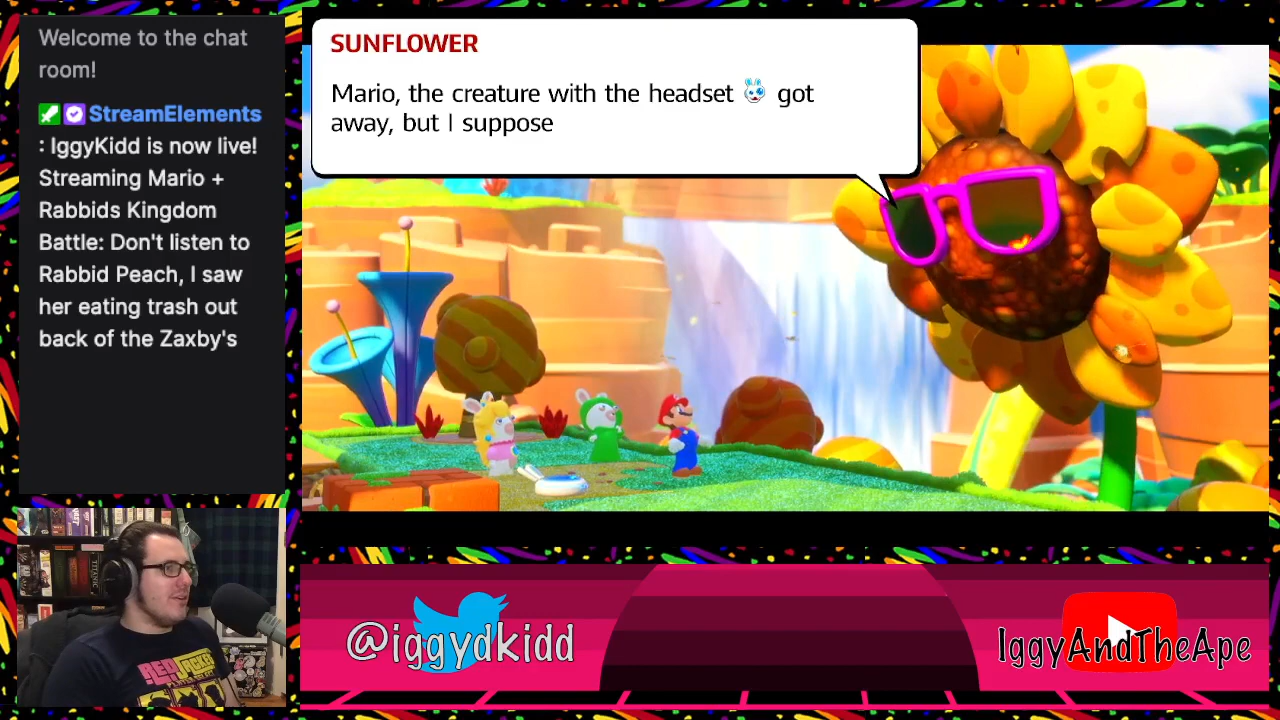 Welcome to the chat
room!
StreamElements
: IggyKidd is now live!
Streaming Mario +
Rabbids Kingdom
Battle: Don't listen to
Rabbid Peach, I saw
her eating trash out
back of the Zaxby's
SUNFLOWER
Mario, the creature with the headset got
away, but I suppose
TITANIC
@iggydkidd
IggyAndTheApe